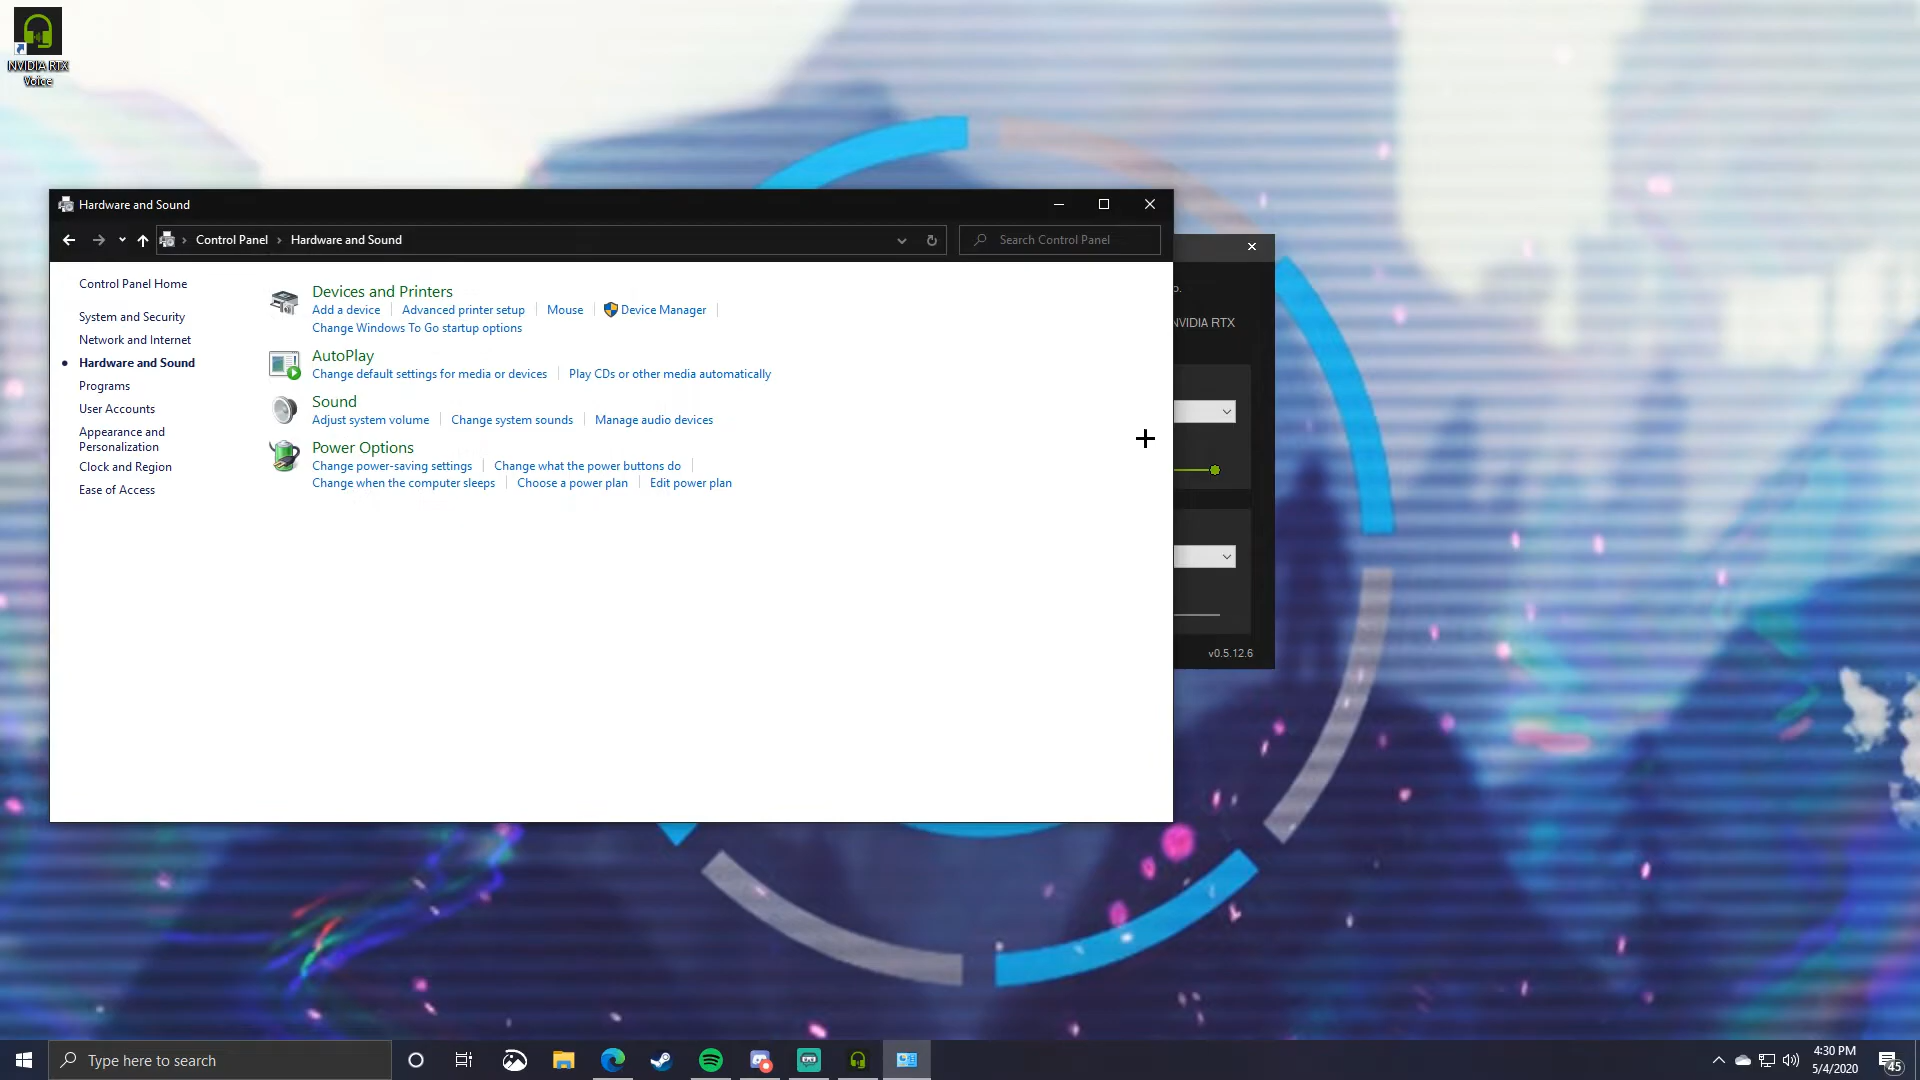 NVIDIA RTX
Voice
Hardware and Sound
Control Panel
Hardware and Sound
Search Control Panel
Control Panel Home
System and Security
Network and Internet
Hardware and Sound
Programs
User Accounts
Appearance and
Personalization
Clock and Region
Ease of Access
Devices and Printers
Add a device
Advanced printer setup
Mouse
Device Manager
Change Windows To Go startup options
AutoPlay
Change default settings for media or devices
Play CDs or other media automatically
Sound
Adjust system volume
Change system sounds
Manage audio devices
Power Options
Change power-saving settings
Change what the power buttons do
Change when the computer sleeps
Choose a power plan
Edit power plan
NVIDIA RTX
v0.5.12.6
Type here to search
4:30 PM
5/4/2020
45